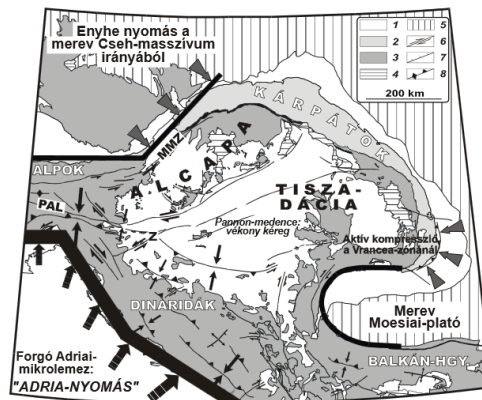 Enyhe nyomás a
merev Cseh-masszívum
irányából
1 5
2 6
3 7
4 8
200 km
KÁRPÁTOK
MMZ
ALPOK
ALCAPA
TISZA-
DÁCIA
PAL
Pannon-medence:
vékony kéreg
Aktív kompresszió
a Vrancea-zónánál
DINARIDÁK
Merev
Moesiai-plató
Forgó Adriai-
mikrolemez:
"ADRIA-NYOMÁS"
BALKÁN-HGY.